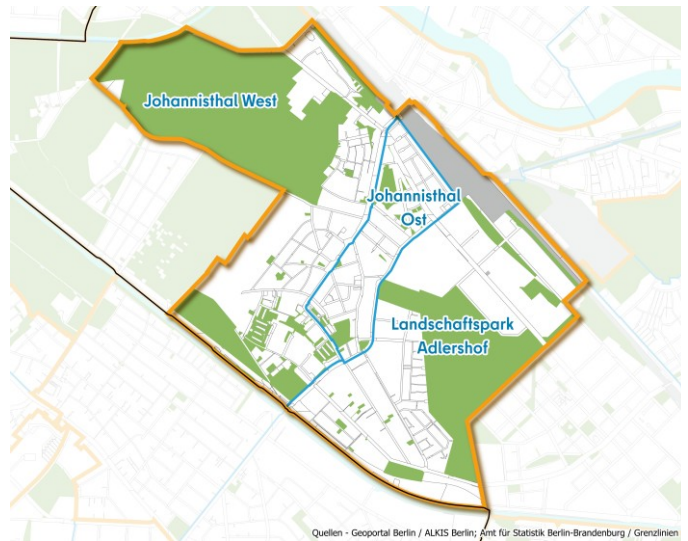 Johannisthal West
Johannisthal
Ost
Landschaftspark
Adlershof
Quellen - Geoportal Berlin / ALKIS Berlin; Amt für Statistik Berlin-Brandenburg / Grenzlinien